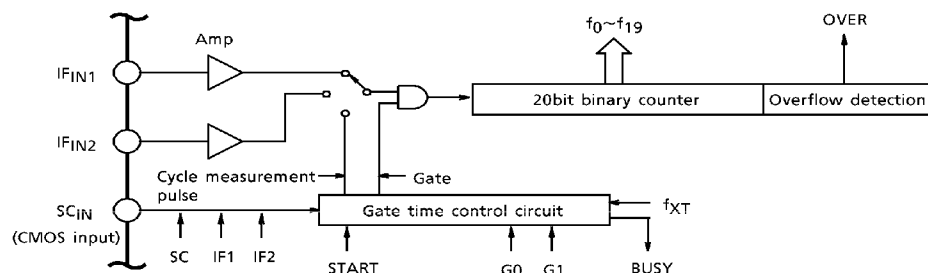 f0~f19
OVER
Amp
IFIN1
20bit binary counter
Overflow detection
IFIN2
Cycle measurement
pulse
Gate
SCIN
(CMOS input)
Gate time control circuit
fXT
SC
IF1
IF2
START
G0
G1
BUSY